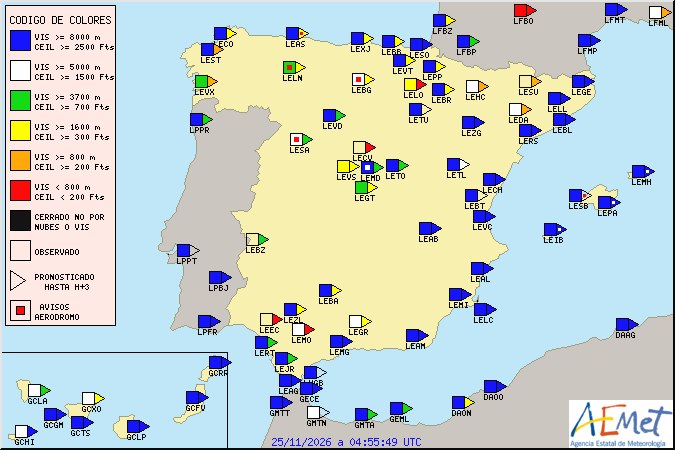 CODIGO DE COLORES
VIS >= 8000 m
CEIL >= 2500 Fts
VIS >= 5000 m
CEIL >= 1500 Fts
VIS >= 3700 m
CEIL >= 700 Fts
VIS >= 1600 m
CEIL >= 300 Fts
VIS >= 800 m
CEIL >= 200 Fts
VIS < 800 m
CEIL < 200 Fts
CERRADO NO POR
NUBES O VIS
OBSERVADO
PRONOSTICADO
HASTA H+3
AVISOS
AERODROMO
LFBO
LFMT
LFML
LFBZ
LECO
LEAS
LEXJ
LEBB
LESO
LFBP
LFMP
LEST
LEVT
LEPP
LELN
LEBG
LEVX
LELO
LEBR
LEHC
LESU
LEGE
LELL
LETU
LEDA
LEBL
LPPR
LEVD
LEZG
LERS
LESA
LECV
LEVS
LEMD
LETO
LETL
LEMH
LECH
LEGT
LEBT
LESB
LEPA
LEVC
LEAB
LEIB
LEBZ
LPPT
LEAL
LPBJ
LEBA
LEMI
LEZL
LELC
LPFR
LEEC
LEMO
LEGR
DAAG
LERT
LEMG
LEAM
LEJR
GCRR
LEAG
LXGB
DAOO
GECE
GCLA
GCXO
GCFV
GMTT
GCGM
GMTN
GMTA
GEML
DAON
GCTS
GCLP
GCHI
25/11/2026 a 04:55:49 UTC
AEMet
Agencia Estatal de Meteorología